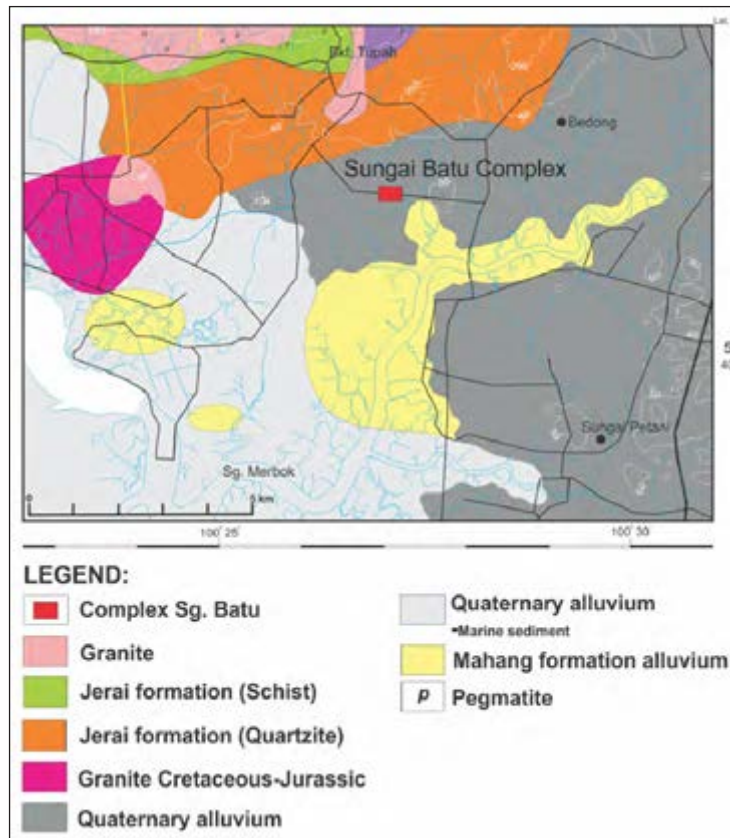 Bkt. Tupah
Bedong
Sungai Batu Complex
Sungai Petani
Sg. Merbok
0
5 km
100° 25
100° 30
LEGEND:
Complex Sg. Batu
Granite
Jerai formation (Schist)
Jerai formation (Quartzite)
Granite Cretaceous-Jurassic
Quaternary alluvium
Quaternary alluvium
-Marine sediment
Mahang formation alluvium
p Pegmatite